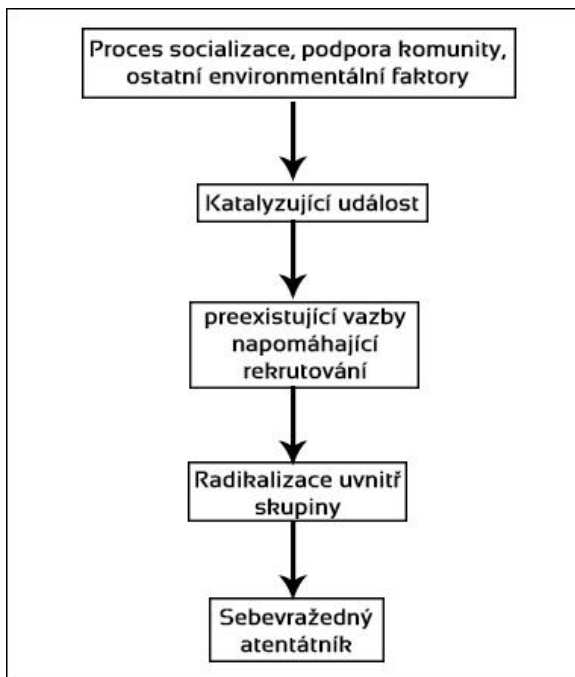 Proces socializace, podpora komunity,
ostatní environmentální faktory
Katalyzující událost
preexistující vazby
napomáhající
rekrutování
Radikalizace uvnitř
skupiny
Sebevražedný
atentátník